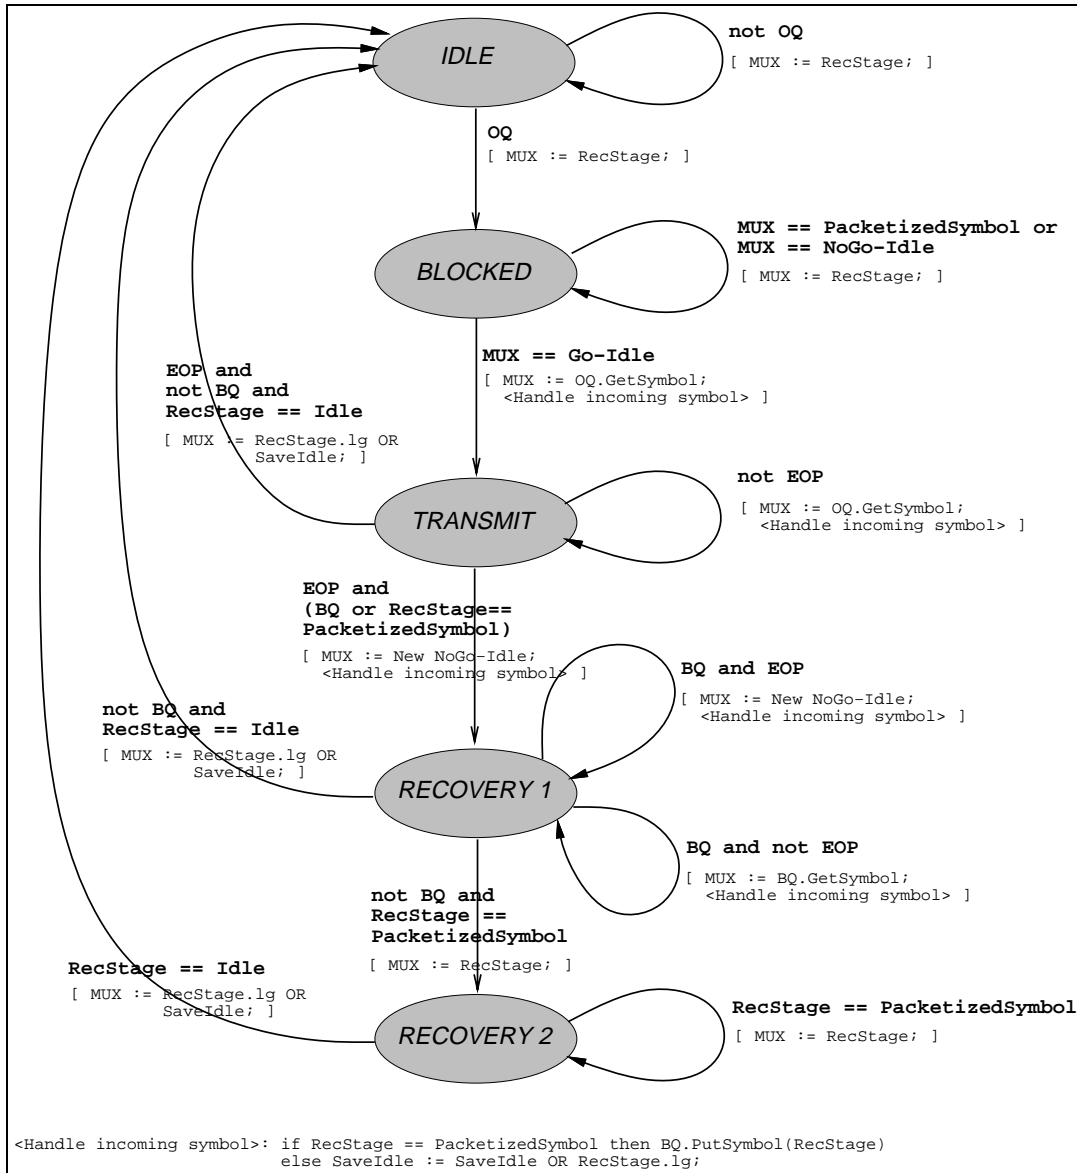 IDLE
not OQ
[ MUX := RecStage; ]
OQ
[ MUX := RecStage; ]
BLOCKED
MUX == PacketizedSymbol or
MUX == NoGo-Idle
[ MUX := RecStage; ]
MUX == Go-Idle
[ MUX := OQ.GetSymbol;
<Handle incoming symbol> ]
EOP and
not BQ and
RecStage == Idle
[ MUX := RecStage.lg OR
SaveIdle; ]
TRANSMIT
not EOP
[ MUX := OQ.GetSymbol;
<Handle incoming symbol> ]
EOP and
(BQ or RecStage==
PacketizedSymbol)
[ MUX := New NoGo-Idle;
<Handle incoming symbol> ]
BQ and EOP
[ MUX := New NoGo-Idle;
<Handle incoming symbol> ]
not BQ and
RecStage == Idle
[ MUX := RecStage.lg OR
SaveIdle; ]
RECOVERY 1
BQ and not EOP
[ MUX := BQ.GetSymbol;
<Handle incoming symbol> ]
not BQ and
RecStage ==
PacketizedSymbol
[ MUX := RecStage; ]
RecStage == Idle
[ MUX := RecStage.lg OR
SaveIdle; ]
RECOVERY 2
RecStage == PacketizedSymbol
[ MUX := RecStage; ]
<Handle incoming symbol>: if RecStage == PacketizedSymbol then BQ.PutSymbol(RecStage)
else SaveIdle := SaveIdle OR RecStage.lg;